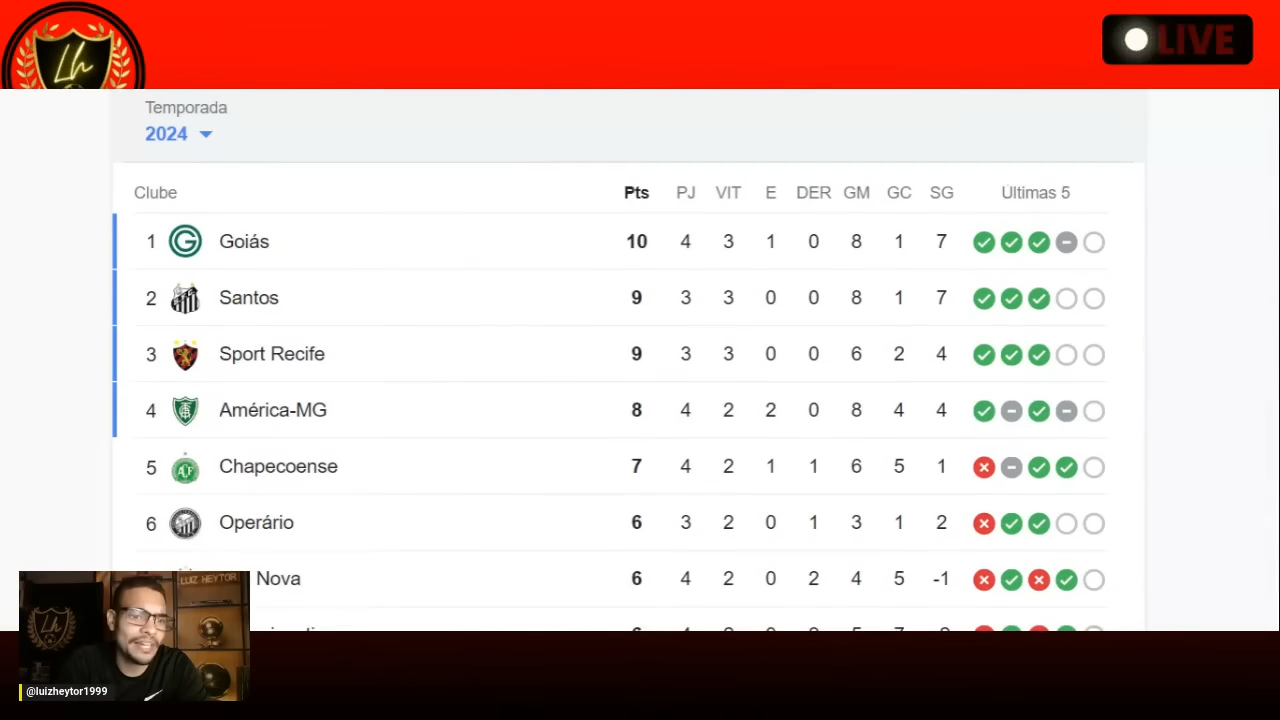 Lh
LIVE
Temporada
2024
Clube Pts PJ VIT E DER GM GC SG Ultimas 5
1 Goiás 10 4 3 1 0 8 1 7
2 Santos 9 3 3 0 0 8 1 7
3 Sport Recife 9 3 3 0 0 6 2 4
4 América-MG 8 4 2 2 0 8 4 4
5 Chapecoense 7 4 2 1 1 6 5 1
6 Operário 6 3 2 0 1 3 1 2
Nova 6 4 2 0 2 4 5 -1
LUIZ HEYTOR
Lh
@luizheytor1999